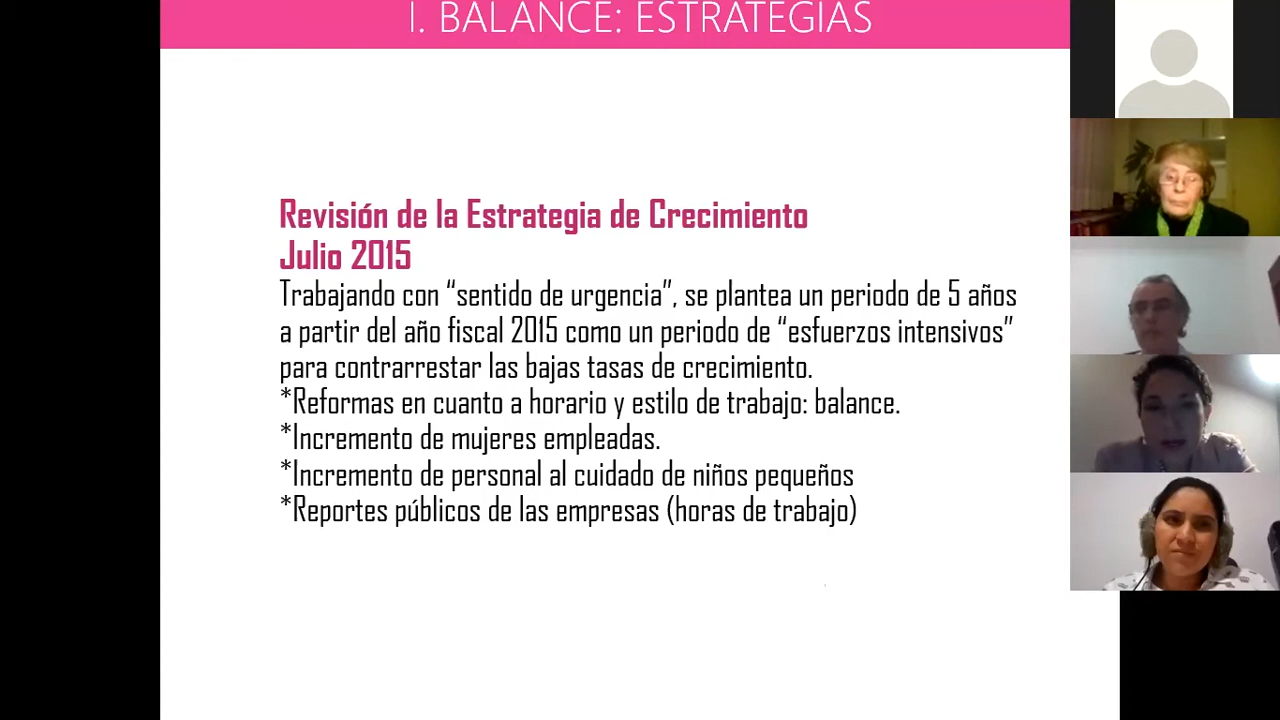 I. BALANCE: ESTRATEGIAS
Revisión de la Estrategia de Crecimiento
Julio 2015
Trabajando con “sentido de urgencia”, se plantea un periodo de 5 años
a partir del año fiscal 2015 como un periodo de “esfuerzos intensivos”
para contrarrestar las bajas tasas de crecimiento.
*Reformas en cuanto a horario y estilo de trabajo: balance.
*Incremento de mujeres empleadas.
*Incremento de personal al cuidado de niños pequeños
*Reportes públicos de las empresas (horas de trabajo)